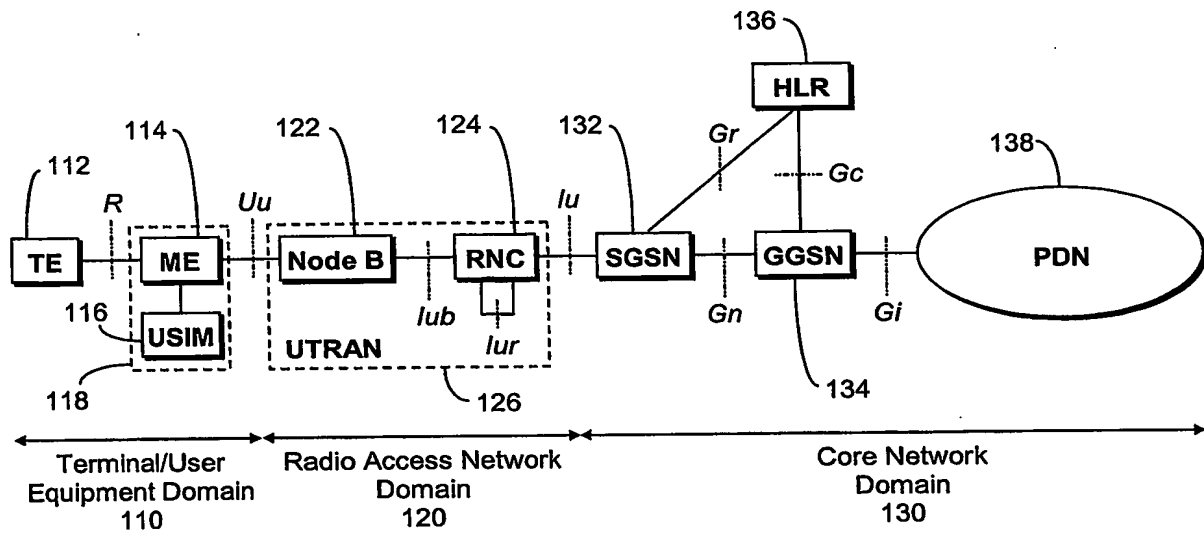 136
HLR
114
122
124
132
Gr
138
112
R
Uu
Iu
Gc
TE
ME
Node B
RNC
SGSN
GGSN
PDN
116
USIM
Iub
Iur
Gn
Gi
UTRAN
118
126
134
Terminal/User
Equipment Domain
110
Radio Access Network
Domain
120
Core Network
Domain
130